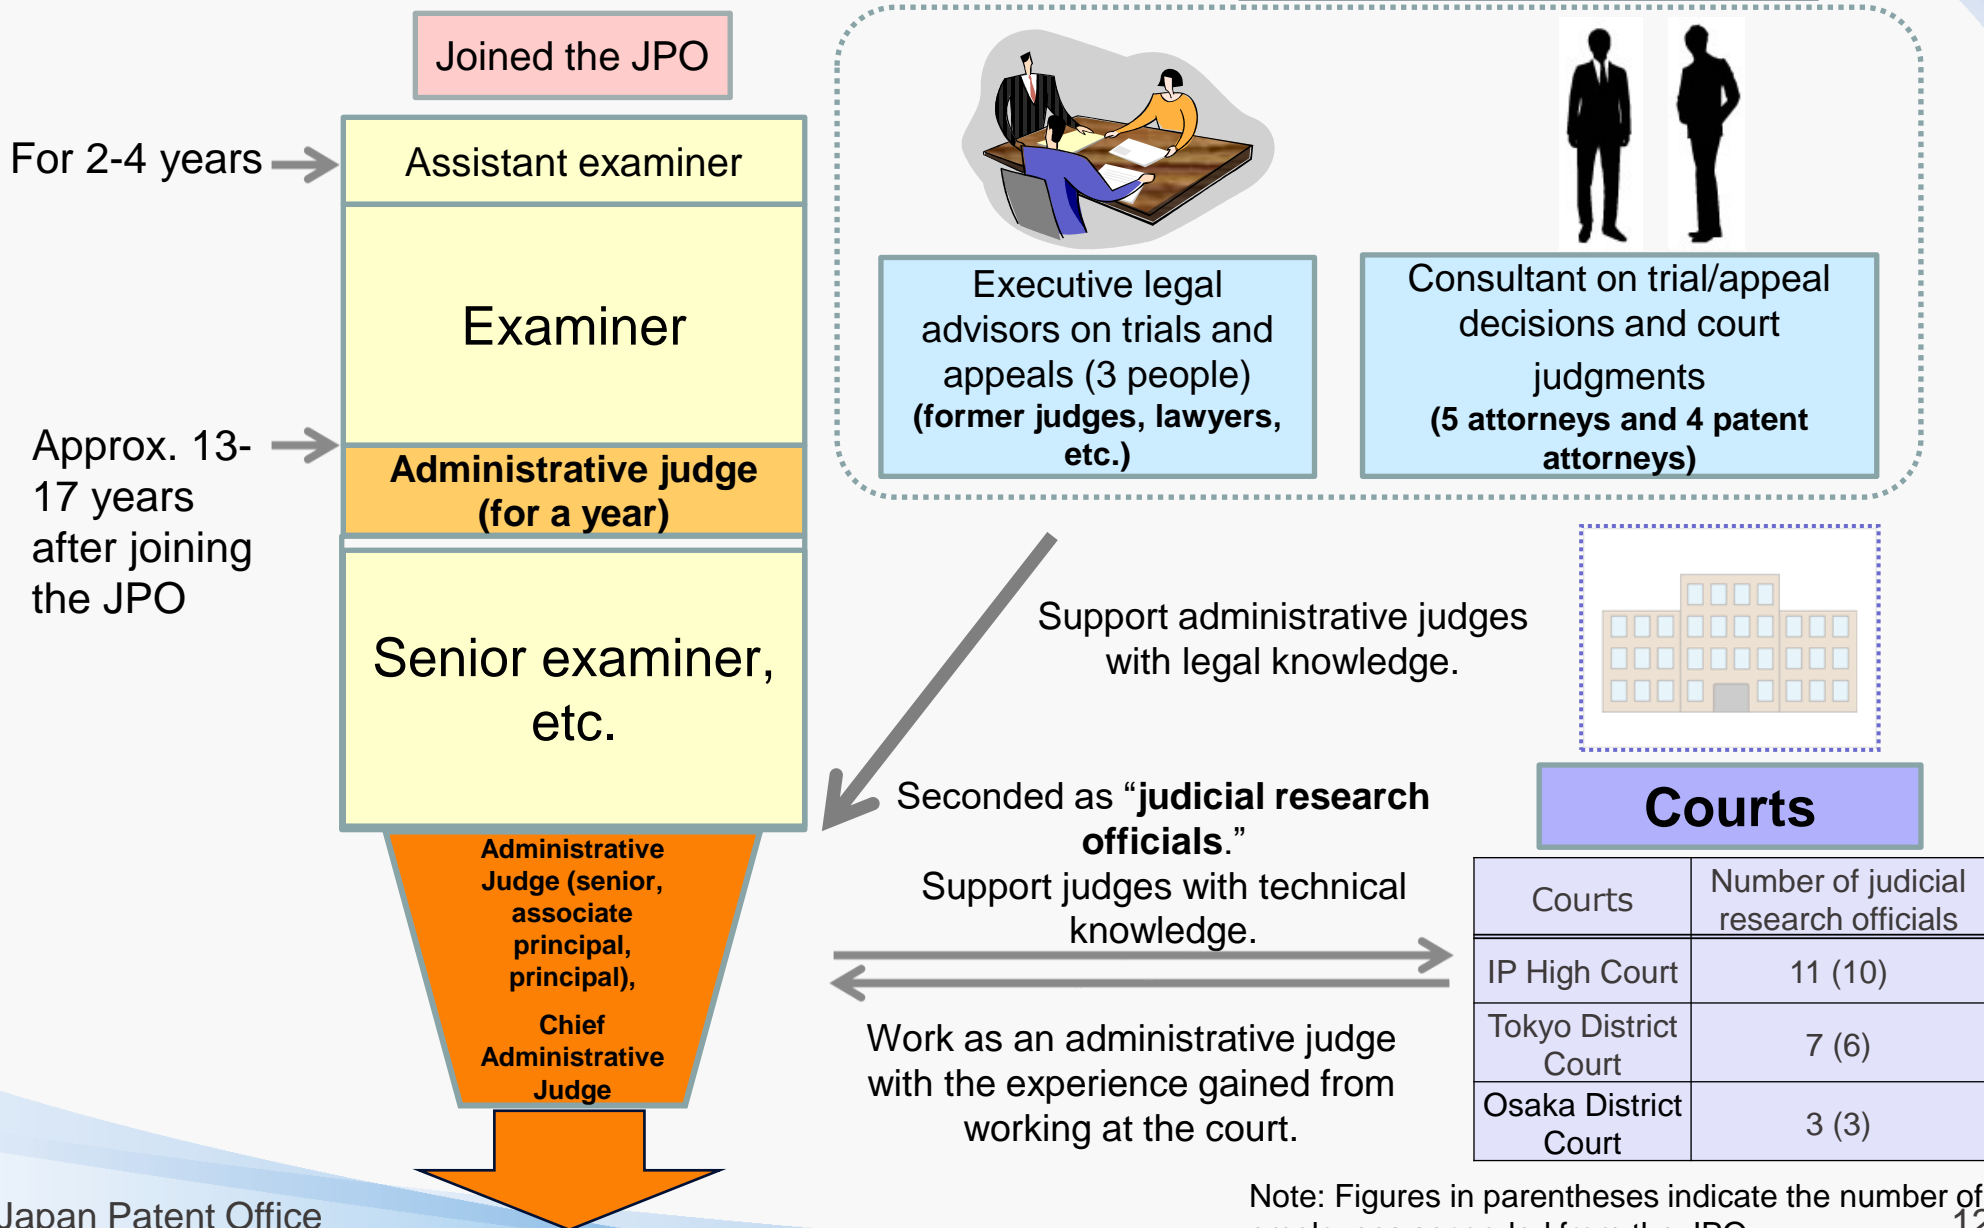 Joined the JPO
For 2-4 years
Assistant examiner
Examiner
Approx. 13-
17 years
after joining
the JPO
Administrative judge
(for a year)
Senior examiner,
etc.
Administrative
Judge (senior,
associate
principal,
principal),
Chief
Administrative
Judge
Executive legal
advisors on trials and
appeals (3 people)
(former judges, lawyers,
etc.)
Consultant on trial/appeal
decisions and court
judgments
(5 attorneys and 4 patent
attorneys)
Support administrative judges
with legal knowledge.
Seconded as “judicial research
officials.”
Support judges with technical
knowledge.
Work as an administrative judge
with the experience gained from
working at the court.
Courts
Courts Number of judicial
research officials
IP High Court 11 (10)
Tokyo District
Court 7 (6)
Osaka District
Court 3 (3)
Note: Figures in parentheses indicate the number of
Japan Patent Office